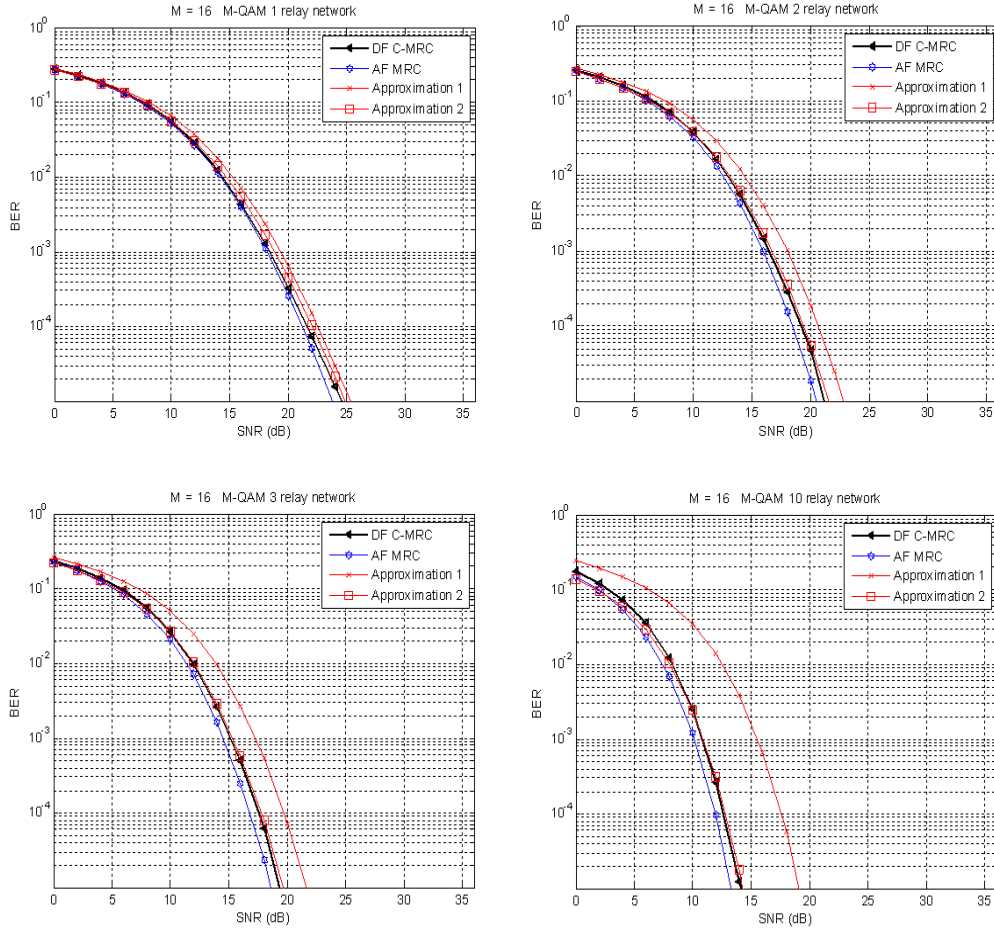 M = 16 M-QAM 1 relay network
10^0
10^-1
10^-2
10^-3
10^-4
BER
0 5 10 15 20 25 30 35
SNR (dB)
DF C-MRC
AF MRC
Approximation 1
Approximation 2
M = 16 M-QAM 2 relay network
10^0
10^-1
10^-2
10^-3
10^-4
BER
0 5 10 15 20 25 30 35
SNR (dB)
DF C-MRC
AF MRC
Approximation 1
Approximation 2
M = 16 M-QAM 3 relay network
10^0
10^-1
10^-2
10^-3
10^-4
BER
0 5 10 15 20 25 30 35
SNR (dB)
DF C-MRC
AF MRC
Approximation 1
Approximation 2
M = 16 M-QAM 10 relay network
10^0
10^-1
10^-2
10^-3
10^-4
BER
0 5 10 15 20 25 30 35
SNR (dB)
DF C-MRC
AF MRC
Approximation 1
Approximation 2